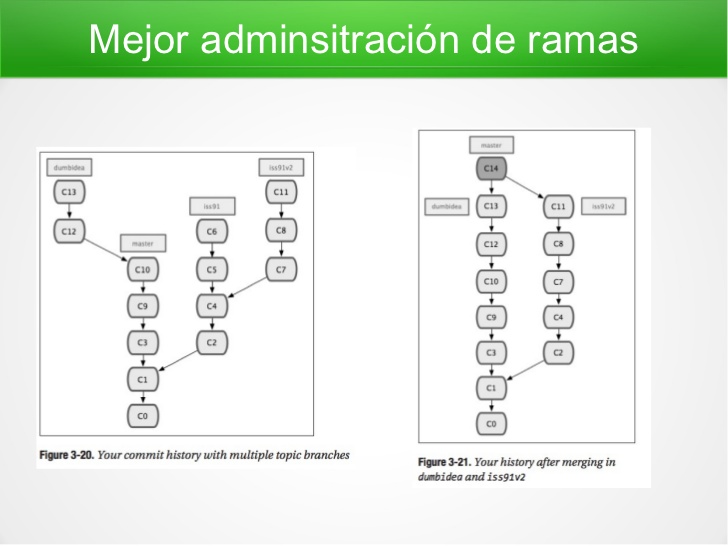 Mejor adminsitración de ramas
dumbidea
iss91v2
C13
C11
iss91
C12
C6
C8
master
C10
C5
C7
C9
C4
C3
C2
C1
C0
Figure 3-20. Your commit history with multiple topic branches
master
C14
dumbidea
C13
C11
iss91v2
C12
C8
C10
C7
C9
C4
C3
C2
C1
C0
Figure 3-21. Your history after merging in
dumbidea and iss91v2